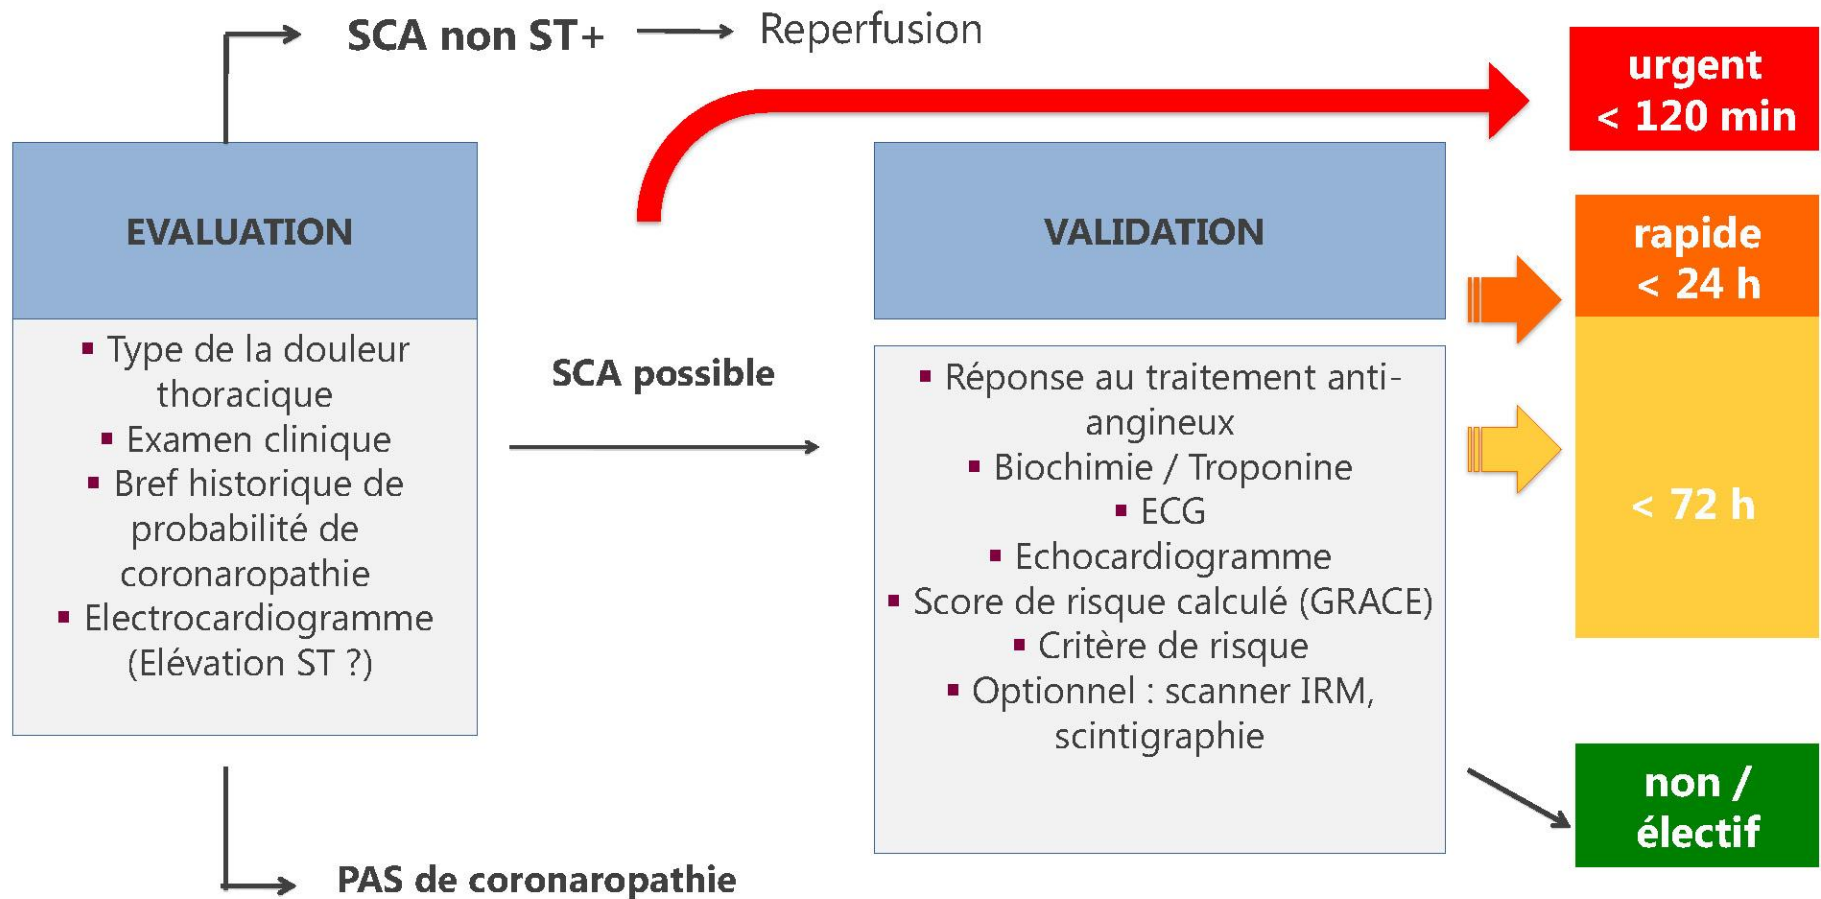 SCA non ST+
Reperfusion
urgent
< 120 min
EVALUATION
▪ Type de la douleur
thoracique
▪ Examen clinique
▪ Bref historique de
probabilité de
coronaropathie
▪ Electrocardiogramme
(Elévation ST ?)
SCA possible
VALIDATION
▪ Réponse au traitement anti-
angineux
▪ Biochimie / Troponine
▪ ECG
▪ Echocardiogramme
▪ Score de risque calculé (GRACE)
▪ Critère de risque
▪ Optionnel : scanner IRM,
scintigraphie
rapide
< 24 h
< 72 h
non /
électif
PAS de coronaropathie